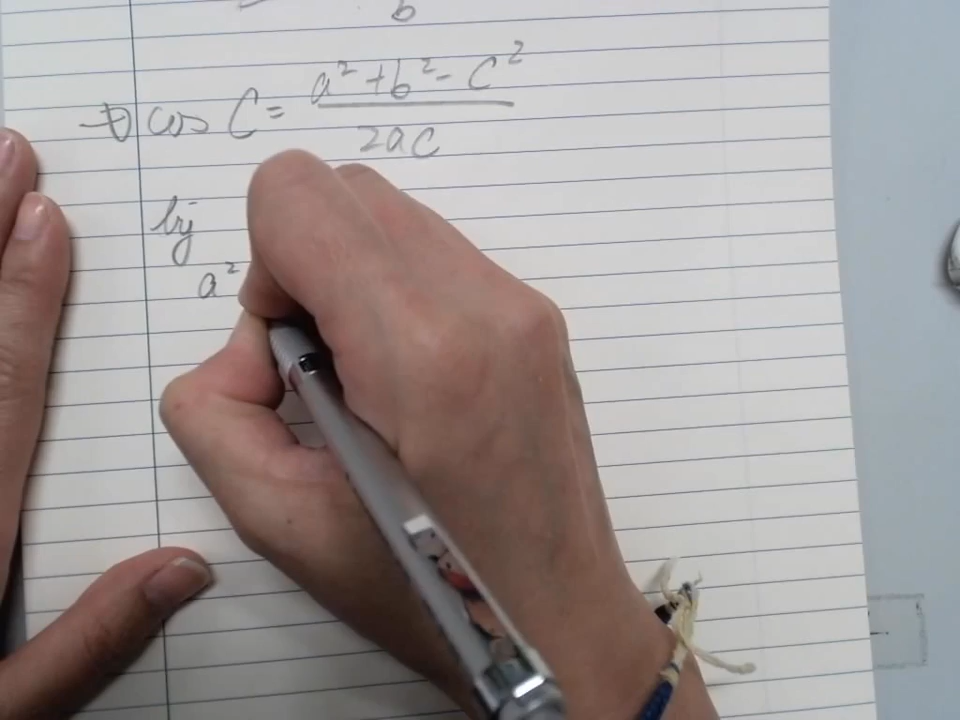 b
→ cos C = a² + b² - c² / 2ac
by
a²